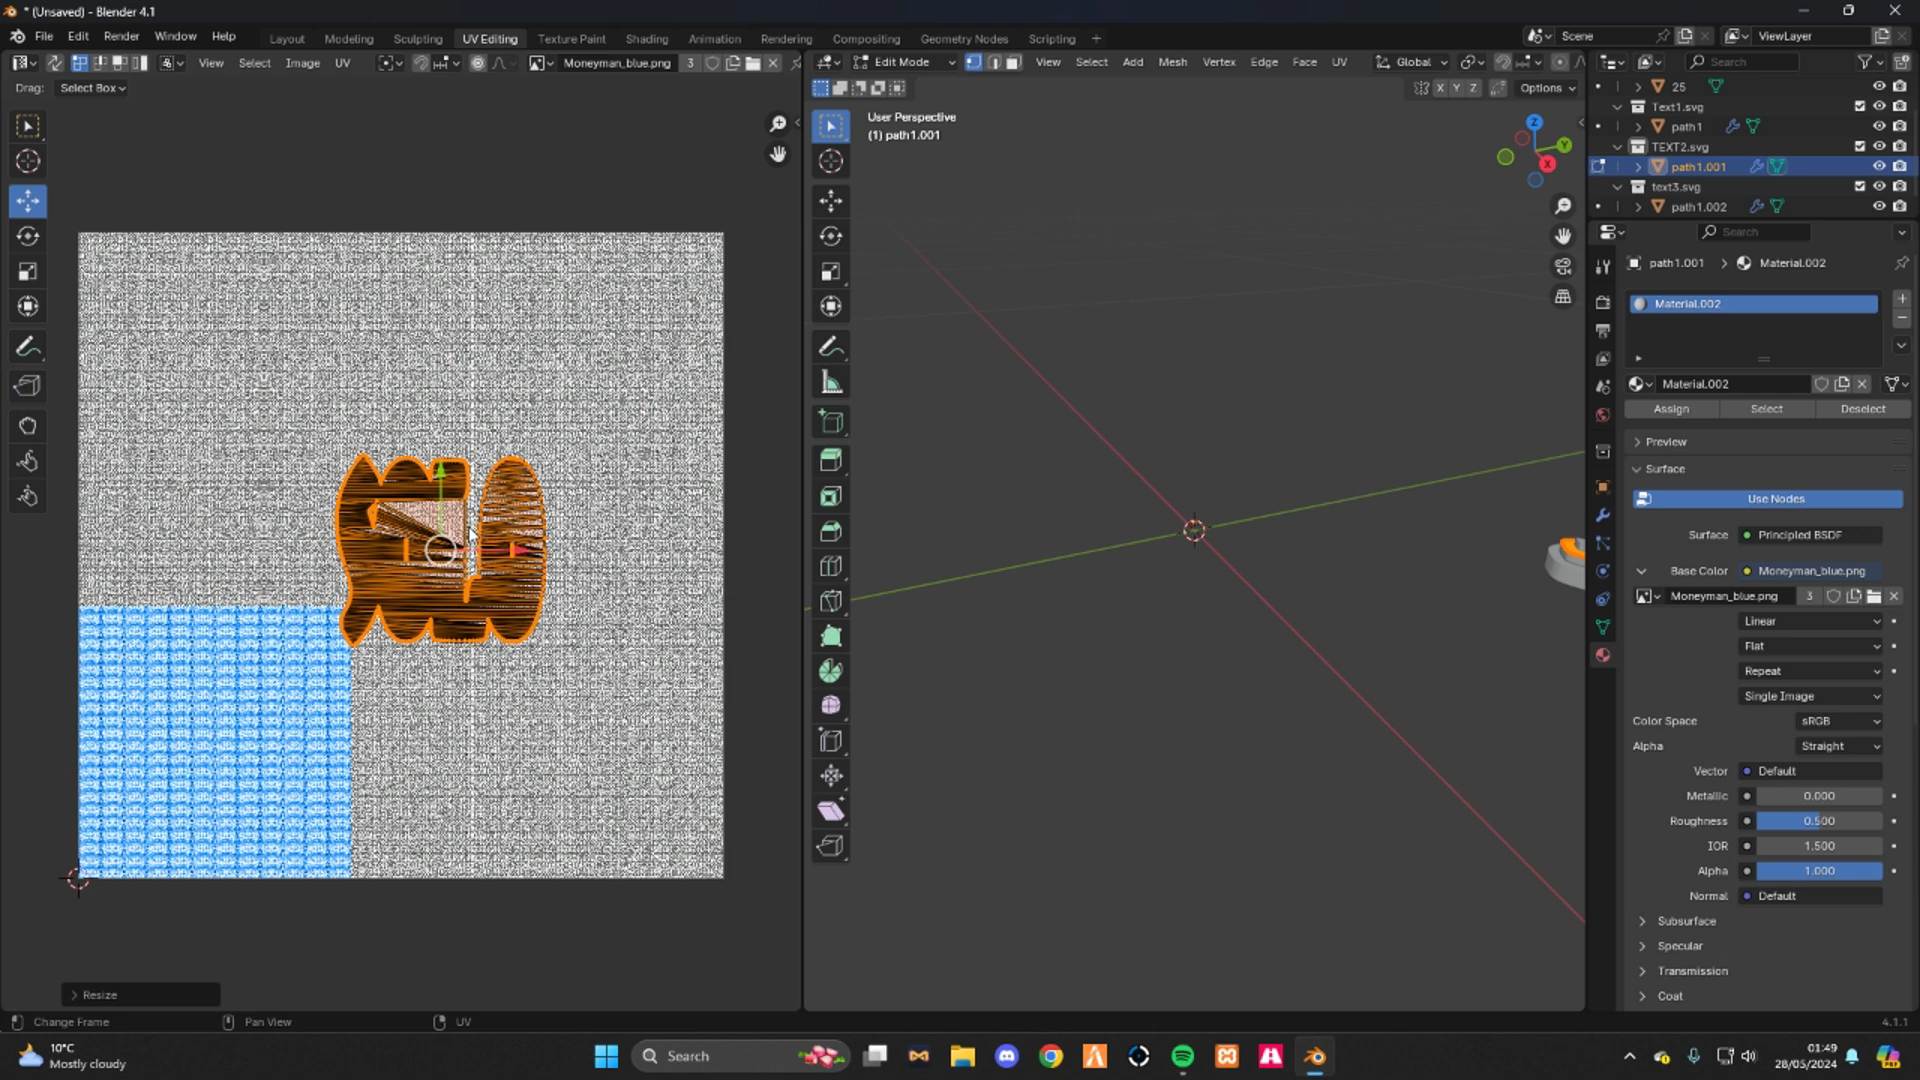 * (Unsaved) - Blender 4.1
File Edit Render Window Help
Layout Modeling Sculpting UV Editing Texture Paint Shading Animation Rendering Compositing Geometry Nodes Scripting +
Scene
ViewLayer
View Select Image UV
Moneyman_blue.png 3
Drag: Select Box
Edit Mode View Select Add Mesh Vertex Edge Face UV
Global
X Y Z Options
User Perspective
(1) path1.001
Z
Y
X
Search
25
Text1.svg
path1
TEXT2.svg
path1.001
text3.svg
path1.002
Search
path1.001 > Material.002
Material.002
Material.002
Assign Select Deselect
Preview
Surface
Use Nodes
Surface Principled BSDF
Base Color Moneyman_blue.png
Moneyman_blue.png 3
Linear
Flat
Repeat
Single Image
Color Space sRGB
Alpha Straight
Vector Default
Metallic 0.000
Roughness 0.500
IOR 1.500
Alpha 1.000
Normal Default
Subsurface
Specular
Transmission
Coat
Resize
Change Frame Pan View UV
4.1.1
10°C
Mostly cloudy
Search
01:49
28/05/2024